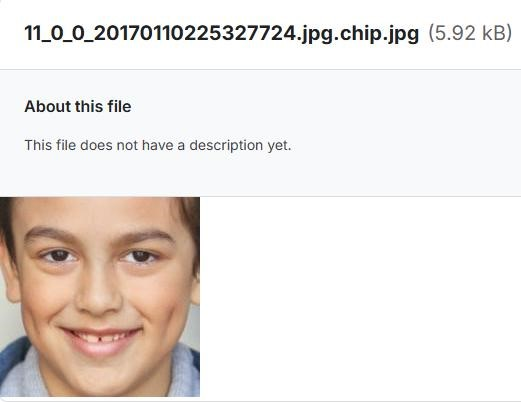 11_0_0_20170110225327724.jpg.chip.jpg (5.92 kB)
About this file
This file does not have a description yet.